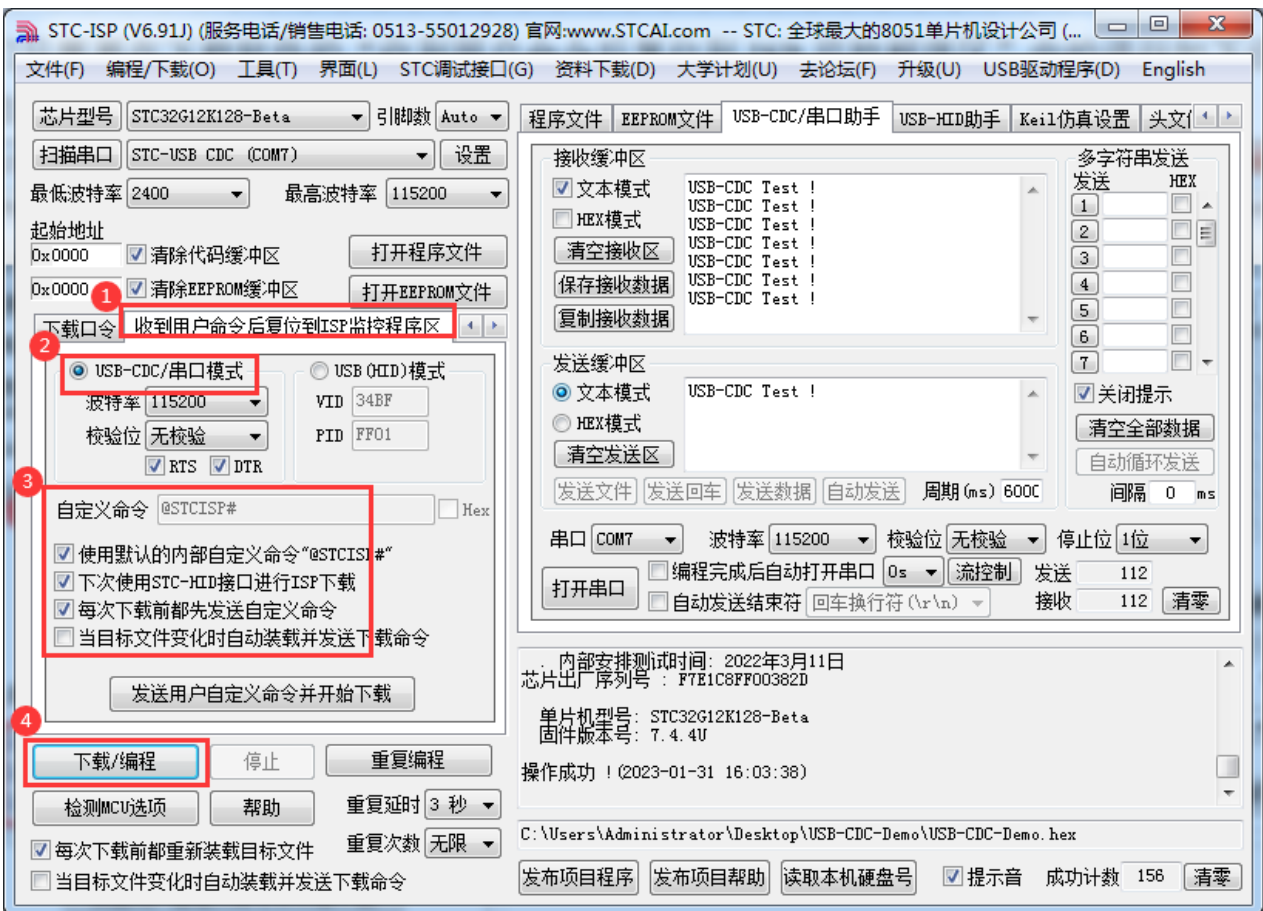 STC-ISP (V6.91J) (服务电话/销售电话: 0513-55012928) 官网:www.STCAI.com -- STC: 全球最大的8051单片机设计公司 (...
文件(F) 编程/下载(O) 工具(T) 界面(L) STC调试接口(G) 资料下载(D) 大学计划(U) 去论坛(F) 升级(U) USB驱动程序(D) English
芯片型号 STC32G12K128-Beta 引脚数 Auto
扫描串口 STC-USB CDC (COM7) 设置
最低波特率 2400 最高波特率 115200
起始地址
0x0000 清除代码缓冲区 打开程序文件
0x0000 清除EEPROM缓冲区 打开EEPROM文件
1
下载口令 收到用户命令后复位到ISP监控程序区
2
USB-CDC/串口模式 USB(HID)模式
波特率 115200 VID 34BF
校验位 无校验 PID FF01
RTS DTR
3
自定义命令 @STCISP# Hex
使用默认的内部自定义命令"@STCISP#"
下次使用STC-HID接口进行ISP下载
每次下载前都先发送自定义命令
当目标文件变化时自动装载并发送下载命令
发送用户自定义命令并开始下载
4
下载/编程 停止 重复编程
检测MCU选项 帮助 重复延时 3 秒
每次下载前都重新装载目标文件 重复次数 无限
当目标文件变化时自动装载并发送下载命令
程序文件 EEPROM文件 USB-CDC/串口助手 USB-HID助手 Keil仿真设置
接收缓冲区
文本模式
HEX模式
清空接收区
保存接收数据
复制接收数据
USB-CDC Test !
USB-CDC Test !
USB-CDC Test !
USB-CDC Test !
USB-CDC Test !
USB-CDC Test !
USB-CDC Test !
多字符串发送
发送 HEX
1
2
3
4
5
6
7
关闭提示
清空全部数据
自动循环发送
间隔 0 ms
发送缓冲区
文本模式 USB-CDC Test !
HEX模式
清空发送区
发送文件 发送回车 发送数据 自动发送 周期(ms)
串口 COM7 波特率 115200 校验位 无校验 停止位 1位
打开串口 编程完成后自动打开串口 0s 流控制 发送 112
自动发送结束符 回车换行符(\r\n) 接收 112 清零
. 内部安排测试时间: 2022年3月11日
芯片出厂序列号 : F7E1C8FF00382D
单片机型号: STC32G12K128-Beta
固件版本号: 7.4.4U
操作成功 !(2023-01-31 16:03:38)
C:\Users\Administrator\Desktop\USB-CDC-Demo\USB-CDC-Demo.hex
发布项目程序 发布项目帮助 读取本机硬盘号 提示音 成功计数 156 清零